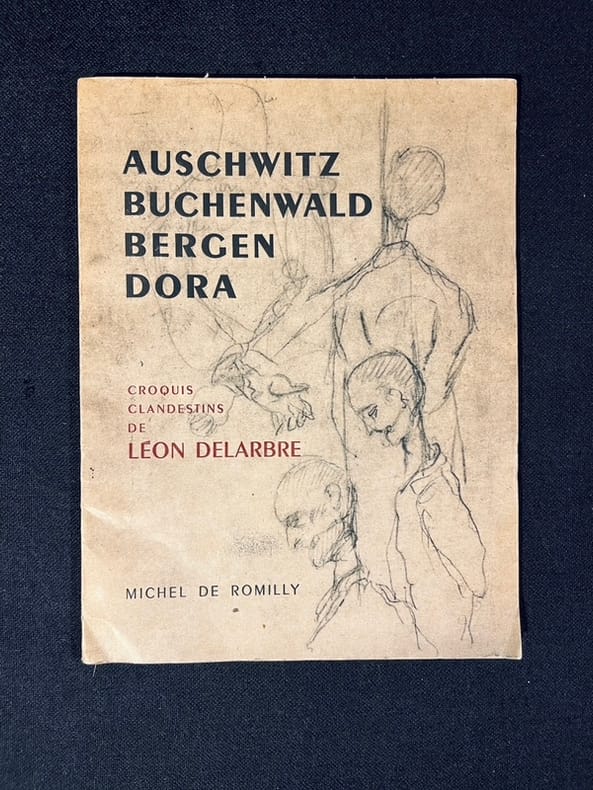 AUSCHWITZ
BUCHENWALD
BERGEN
DORA
CROQUIS
CLANDESTINS
DE
LÉON DELARBRE
MICHEL DE ROMILLY